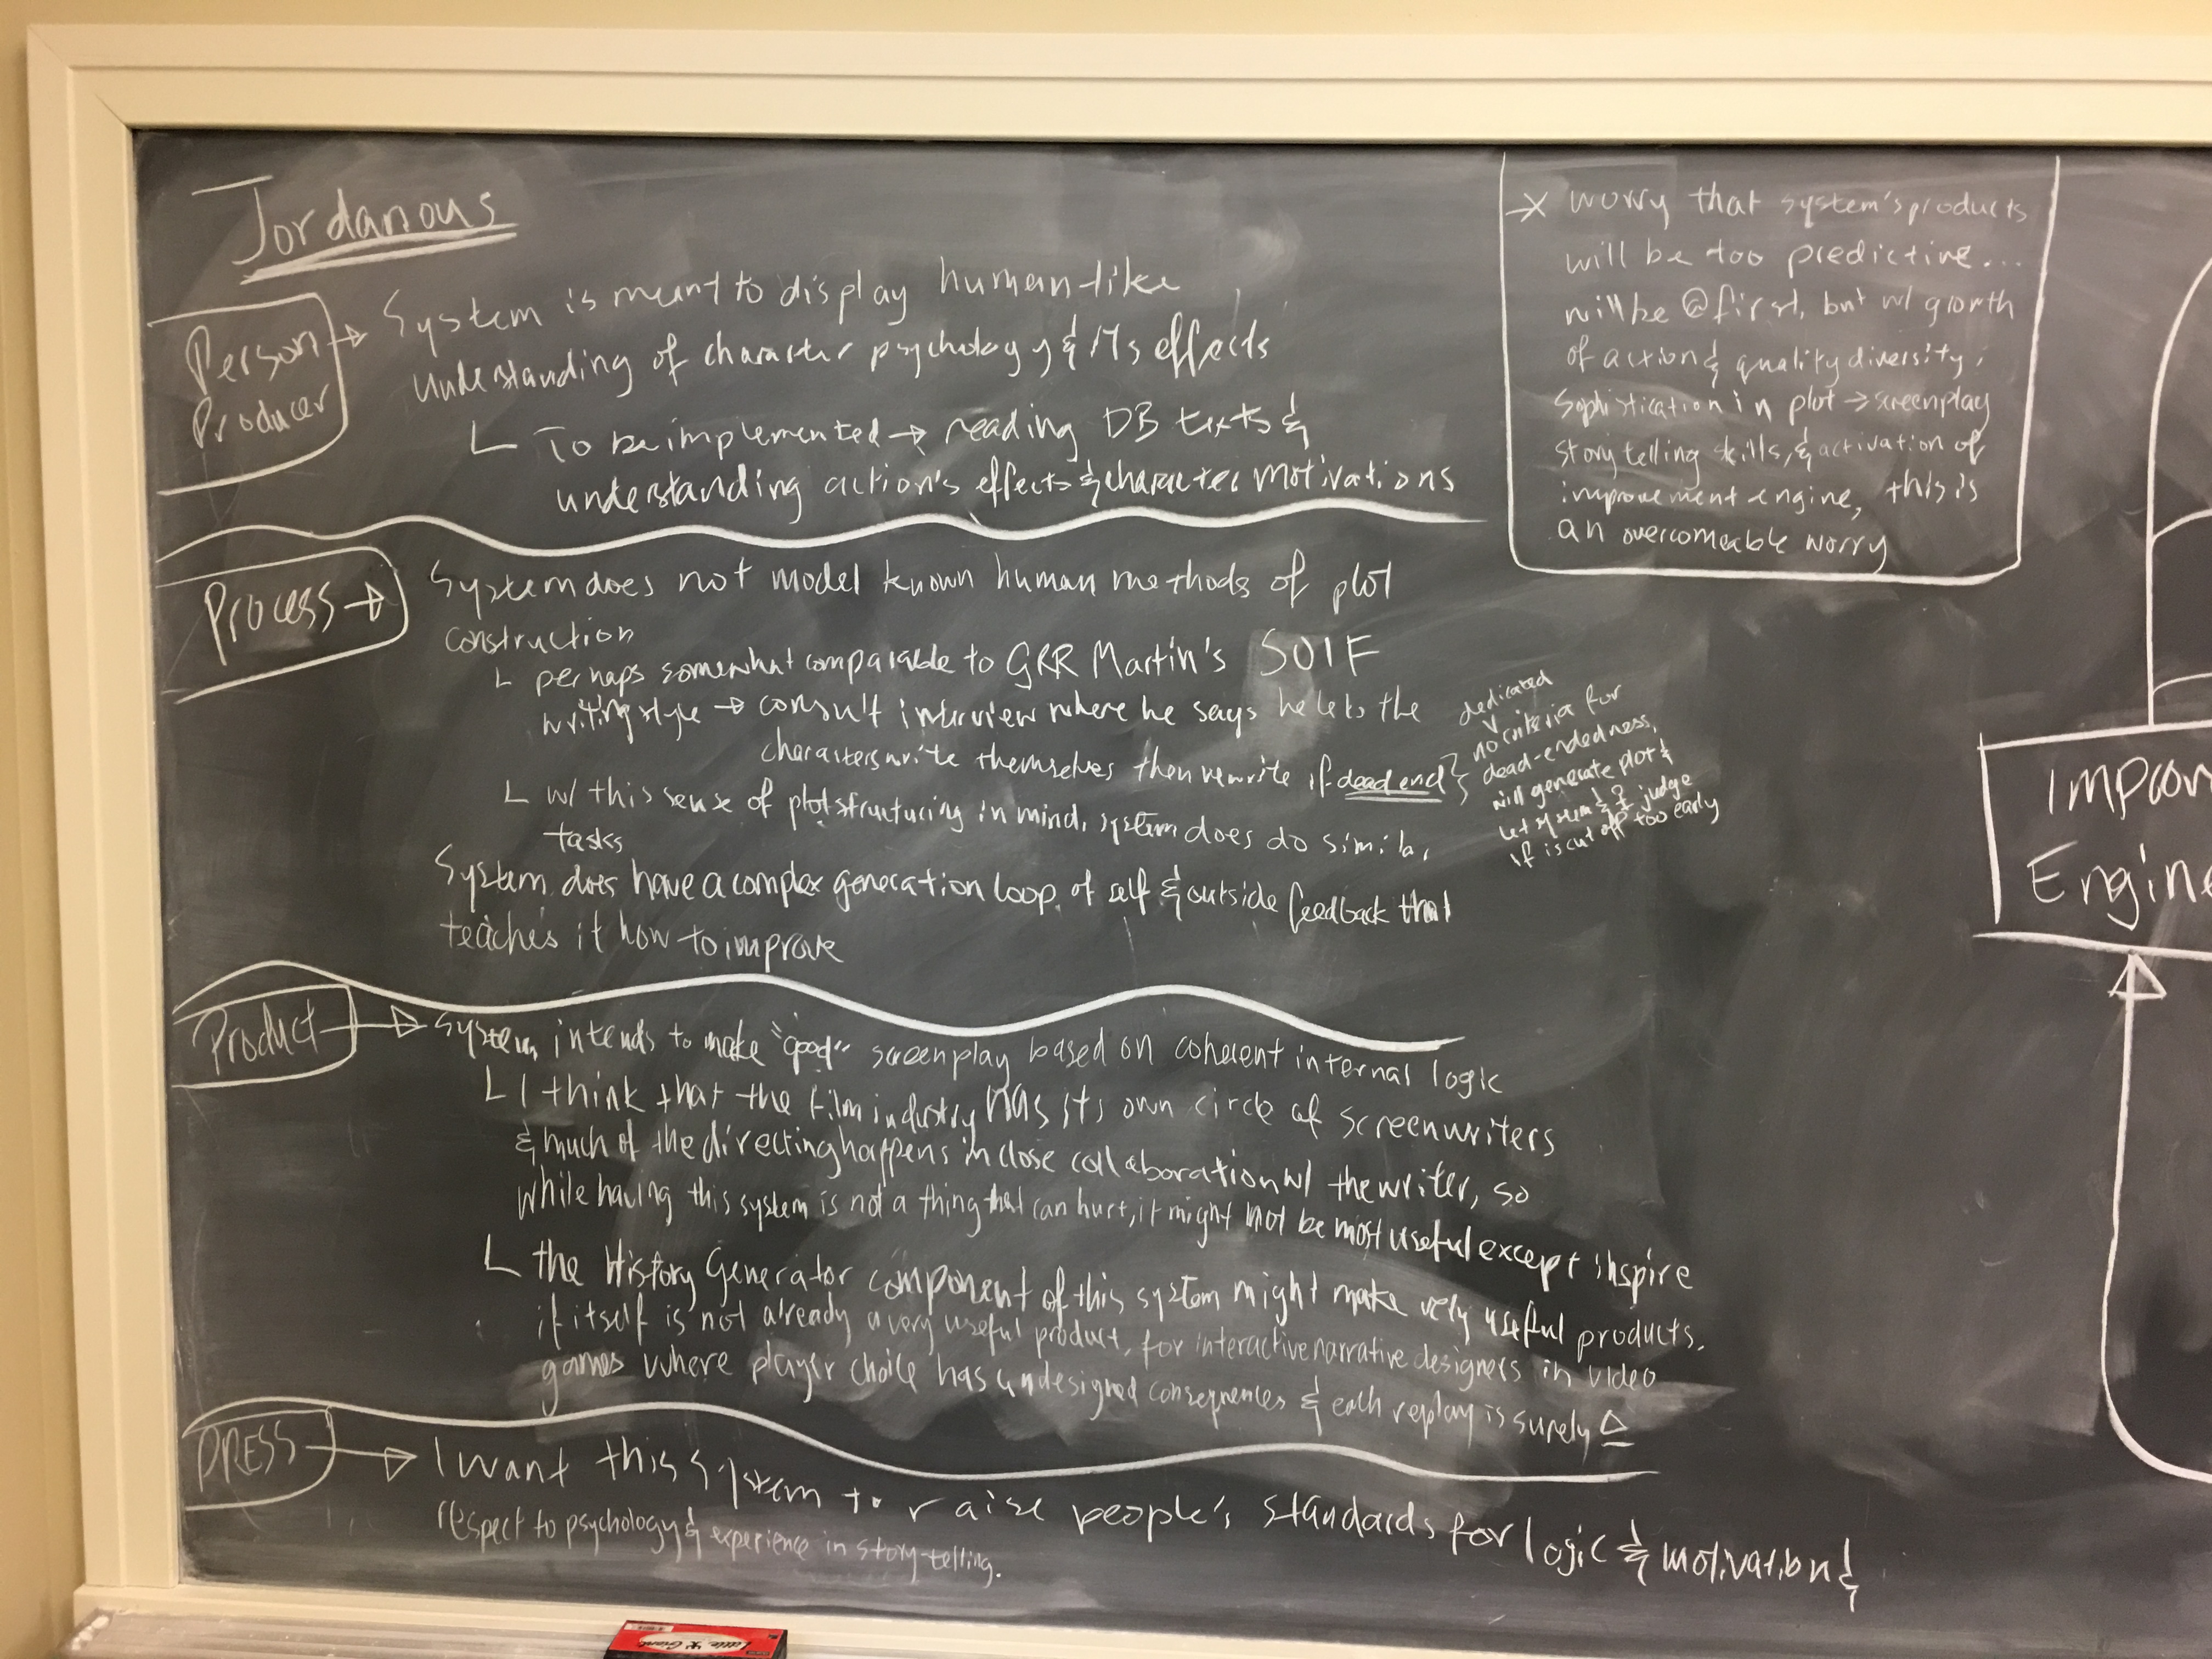 Jordanous
Person
Producer
System is meant to display human-like
understanding of character psychology & its effects
To be implemented → reading DB texts &
understanding action's effects & character motivations
Process →
System does not model known human methods of plot
construction
perhaps somewhat comparable to GRR Martin's SOIF
writing style → consult interview where he says he lets the
characters write themselves then rewrite if dead end
dedicated
no criteria for
dead-endedness,
will generate plot &
let system & judge
if is cut off too early
w/ this sense of plot structuring in mind, system does do similar
tasks
System does have a complex generation loop of self & outside feedback that
teaches it how to improve
Product
System intends to make "good" screenplay based on coherent internal logic
I think that the film industry has its own circle of screenwriters
& much of the directing happens in close collaboration w/ the writer, so
while having this system is not a thing that can hurt, it might not be most useful except inspire
the History Generator component of this system might make very useful products,
if itself is not already a very useful product, for interactive narrative designers in video
games where player choice has undesigned consequences & each replay is surely Δ
PRESS
I want this system to raise people's standards for logic & motivation &
respect to psychology & experience in story-telling.
worry that system's products
will be too predictive...
will be @ first, but w/ growth
of action & quality diversity,
sophistication in plot → screenplay
storytelling skills, & activation of
improvement engine, this is
an overcomeable worry
Impro
Engine
Little Giant